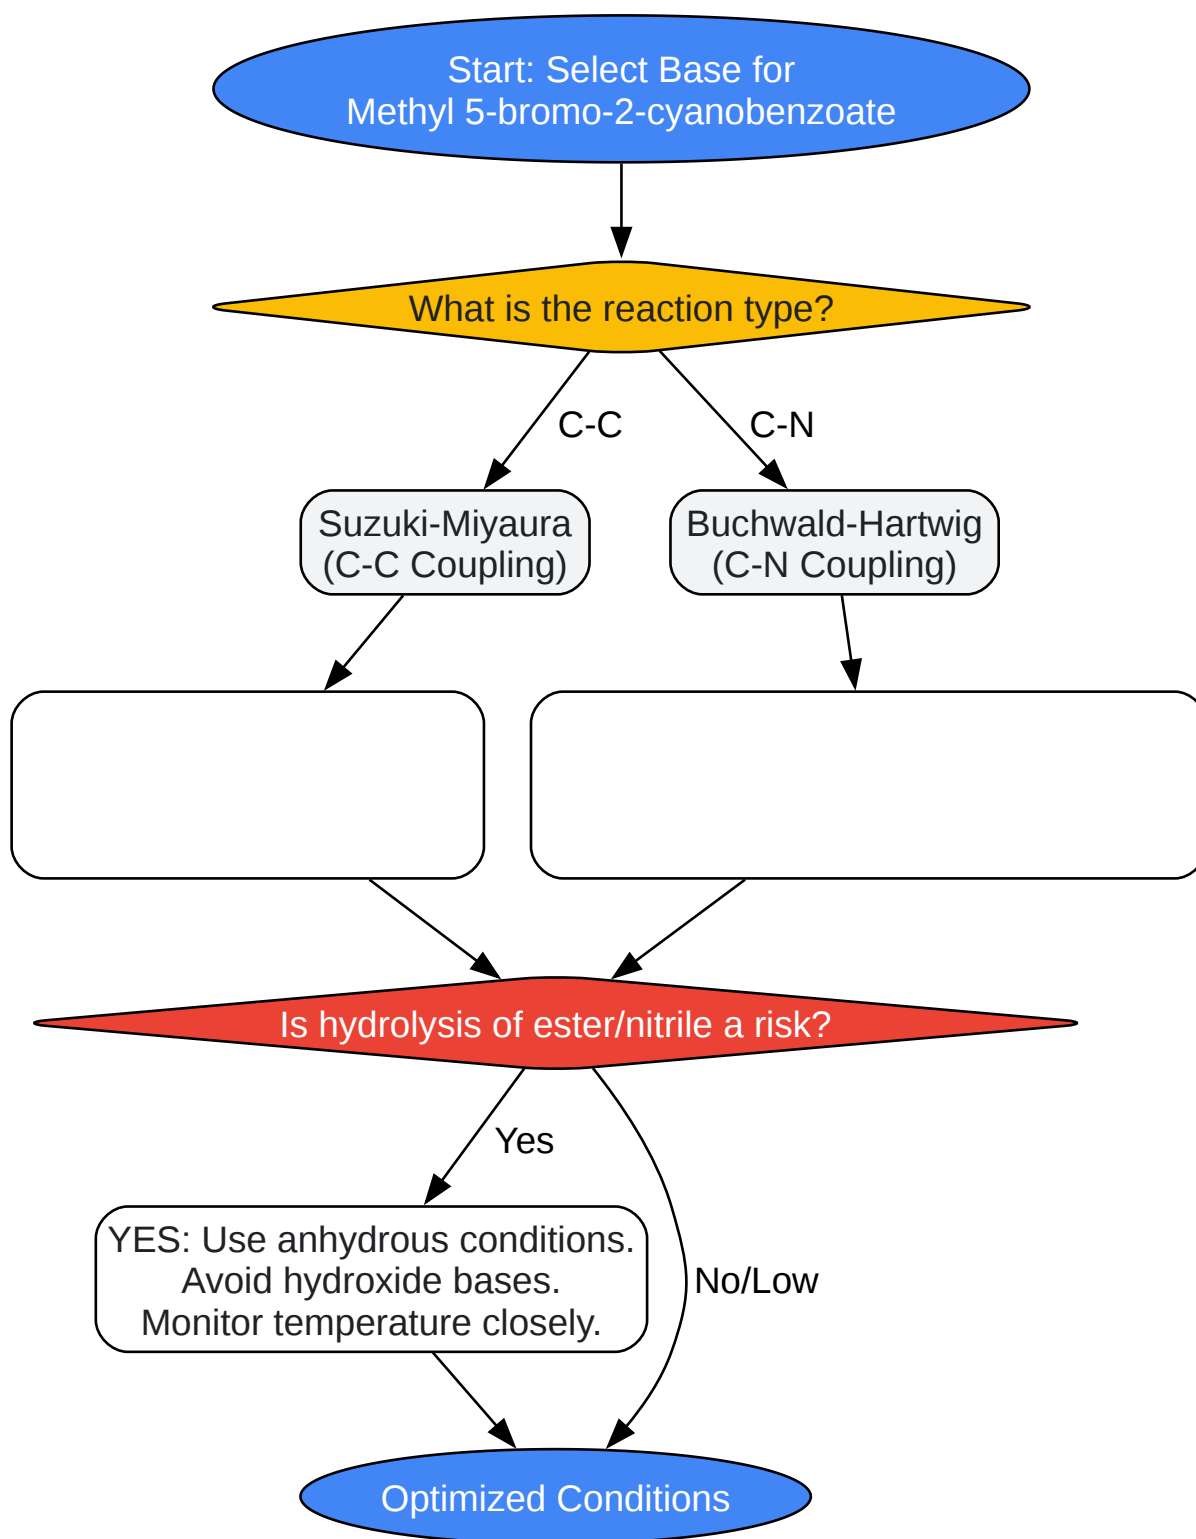 Start: Select Base for
Methyl 5-bromo-2-cyanobenzoate
What is the reaction type?
C-C
C-N
Suzuki-Miyaura
(C-C Coupling)
Buchwald-Hartwig
(C-N Coupling)
Is hydrolysis of ester/nitrile a risk?
Yes
YES: Use anhydrous conditions.
Avoid hydroxide bases.
Monitor temperature closely.
No/Low
Optimized Conditions